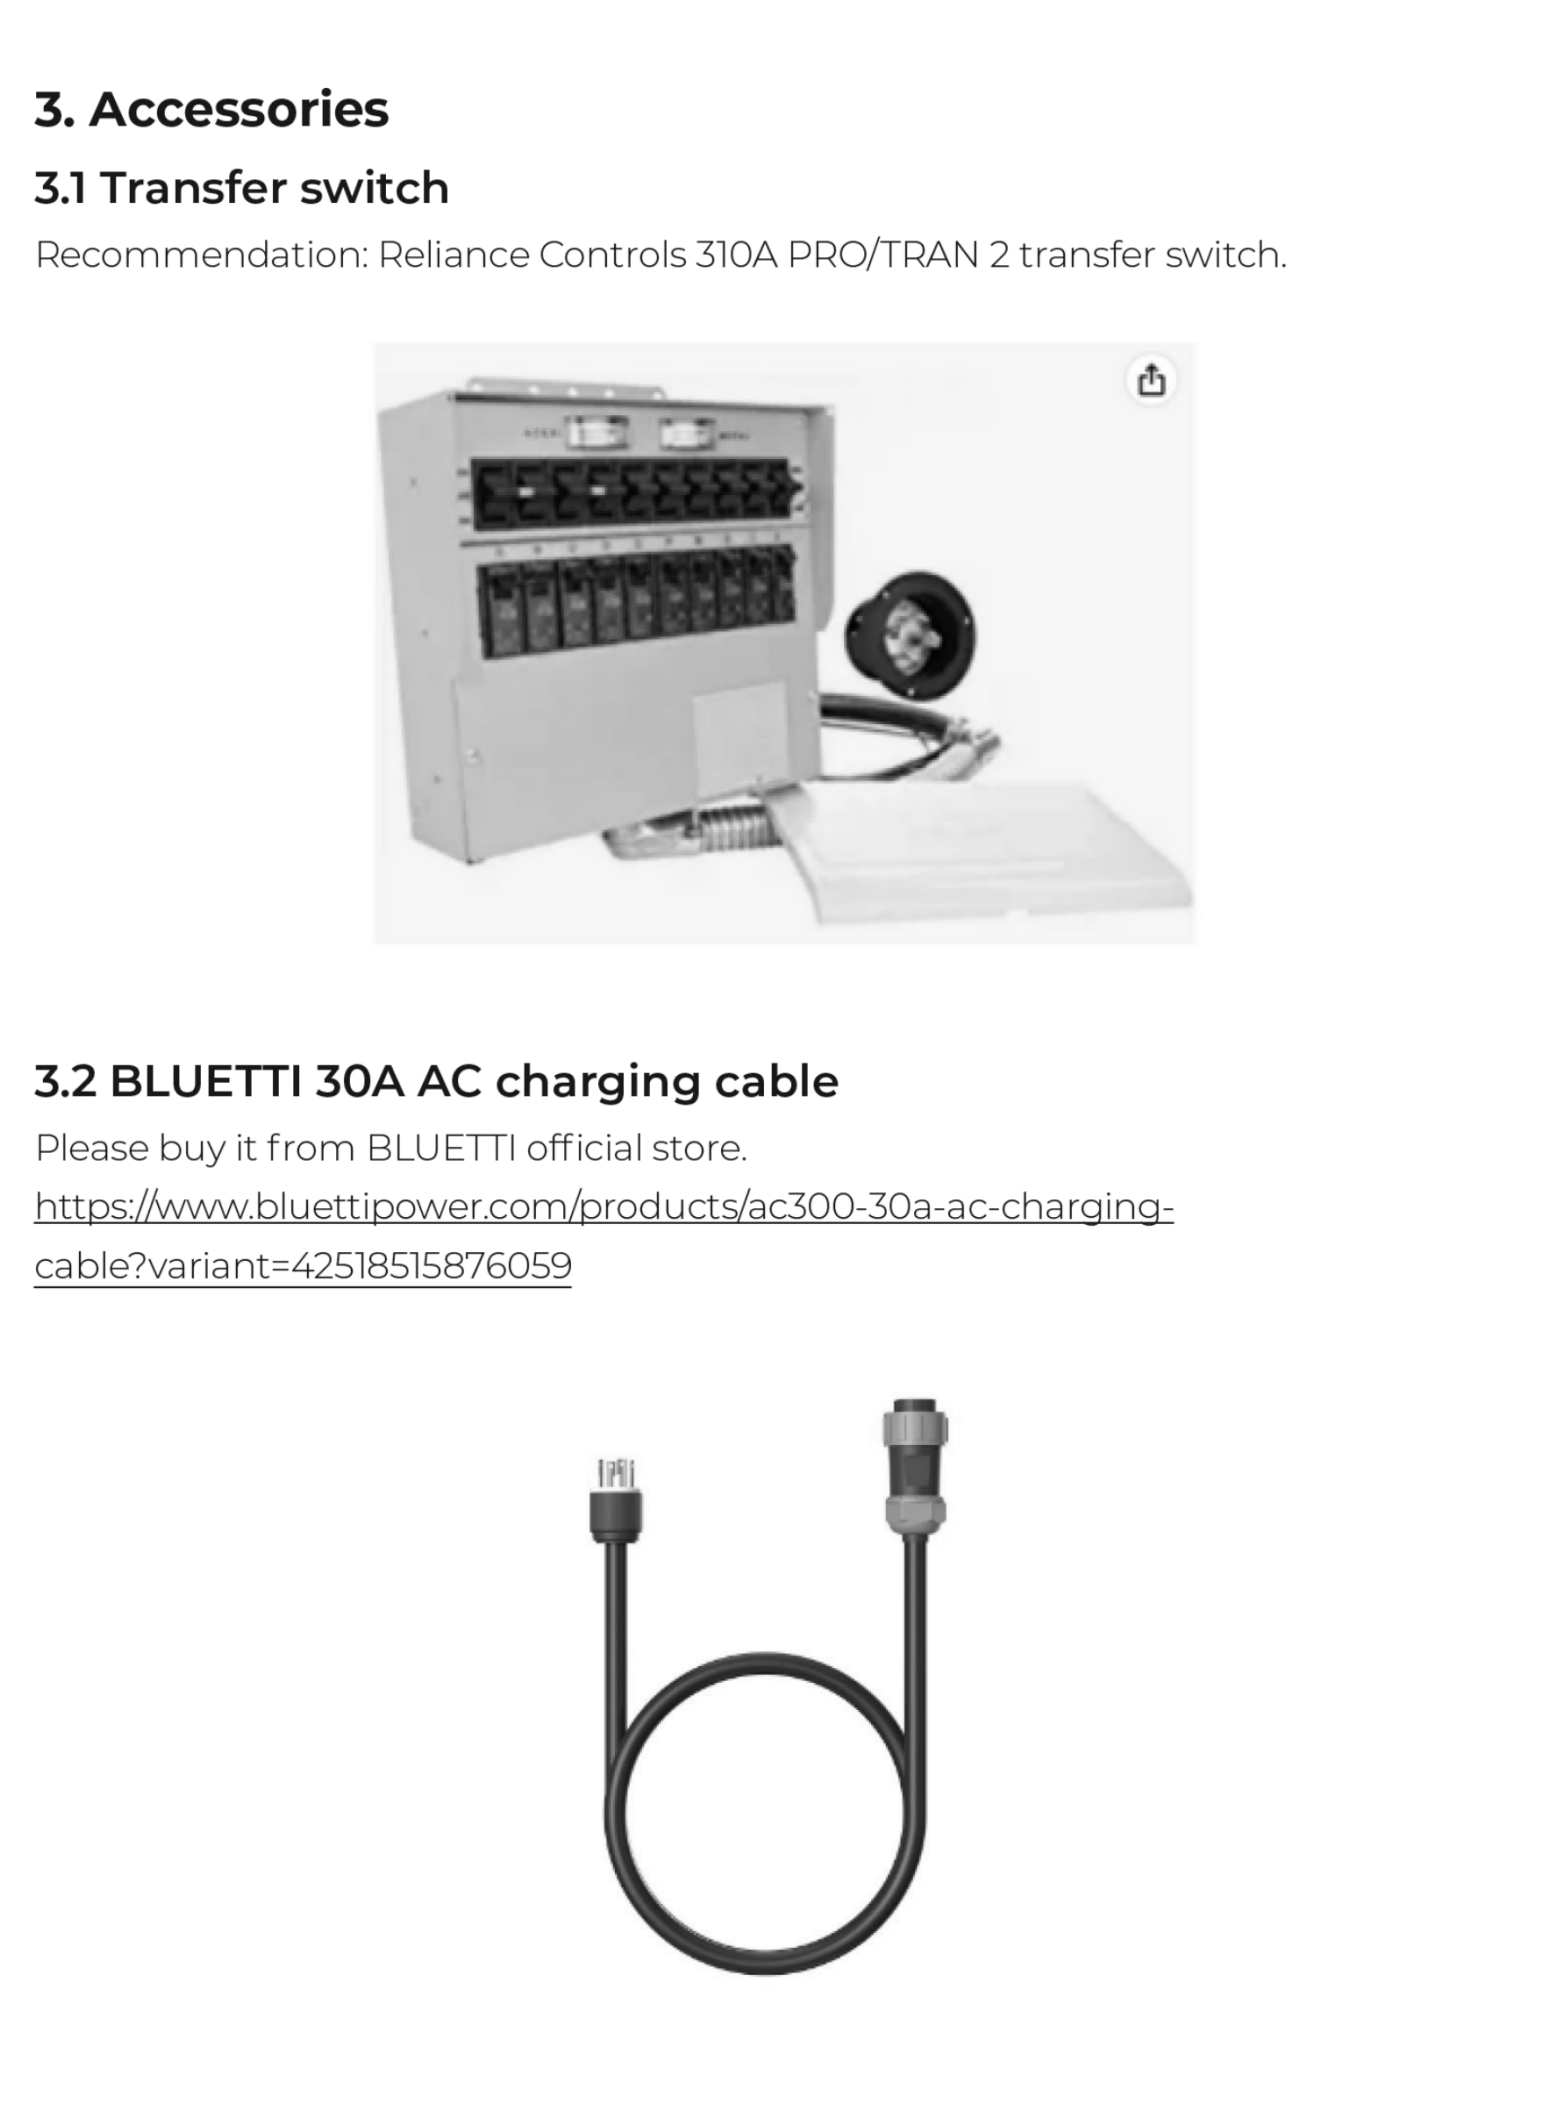 3. Accessories
3.1 Transfer switch
Recommendation: Reliance Controls 310A PRO/TRAN 2 transfer switch.
3.2 BLUETTI 30A AC charging cable
Please buy it from BLUETTI official store.
https://www.bluettipower.com/products/ac300-30a-ac-charging-
cable?variant=42518515876059